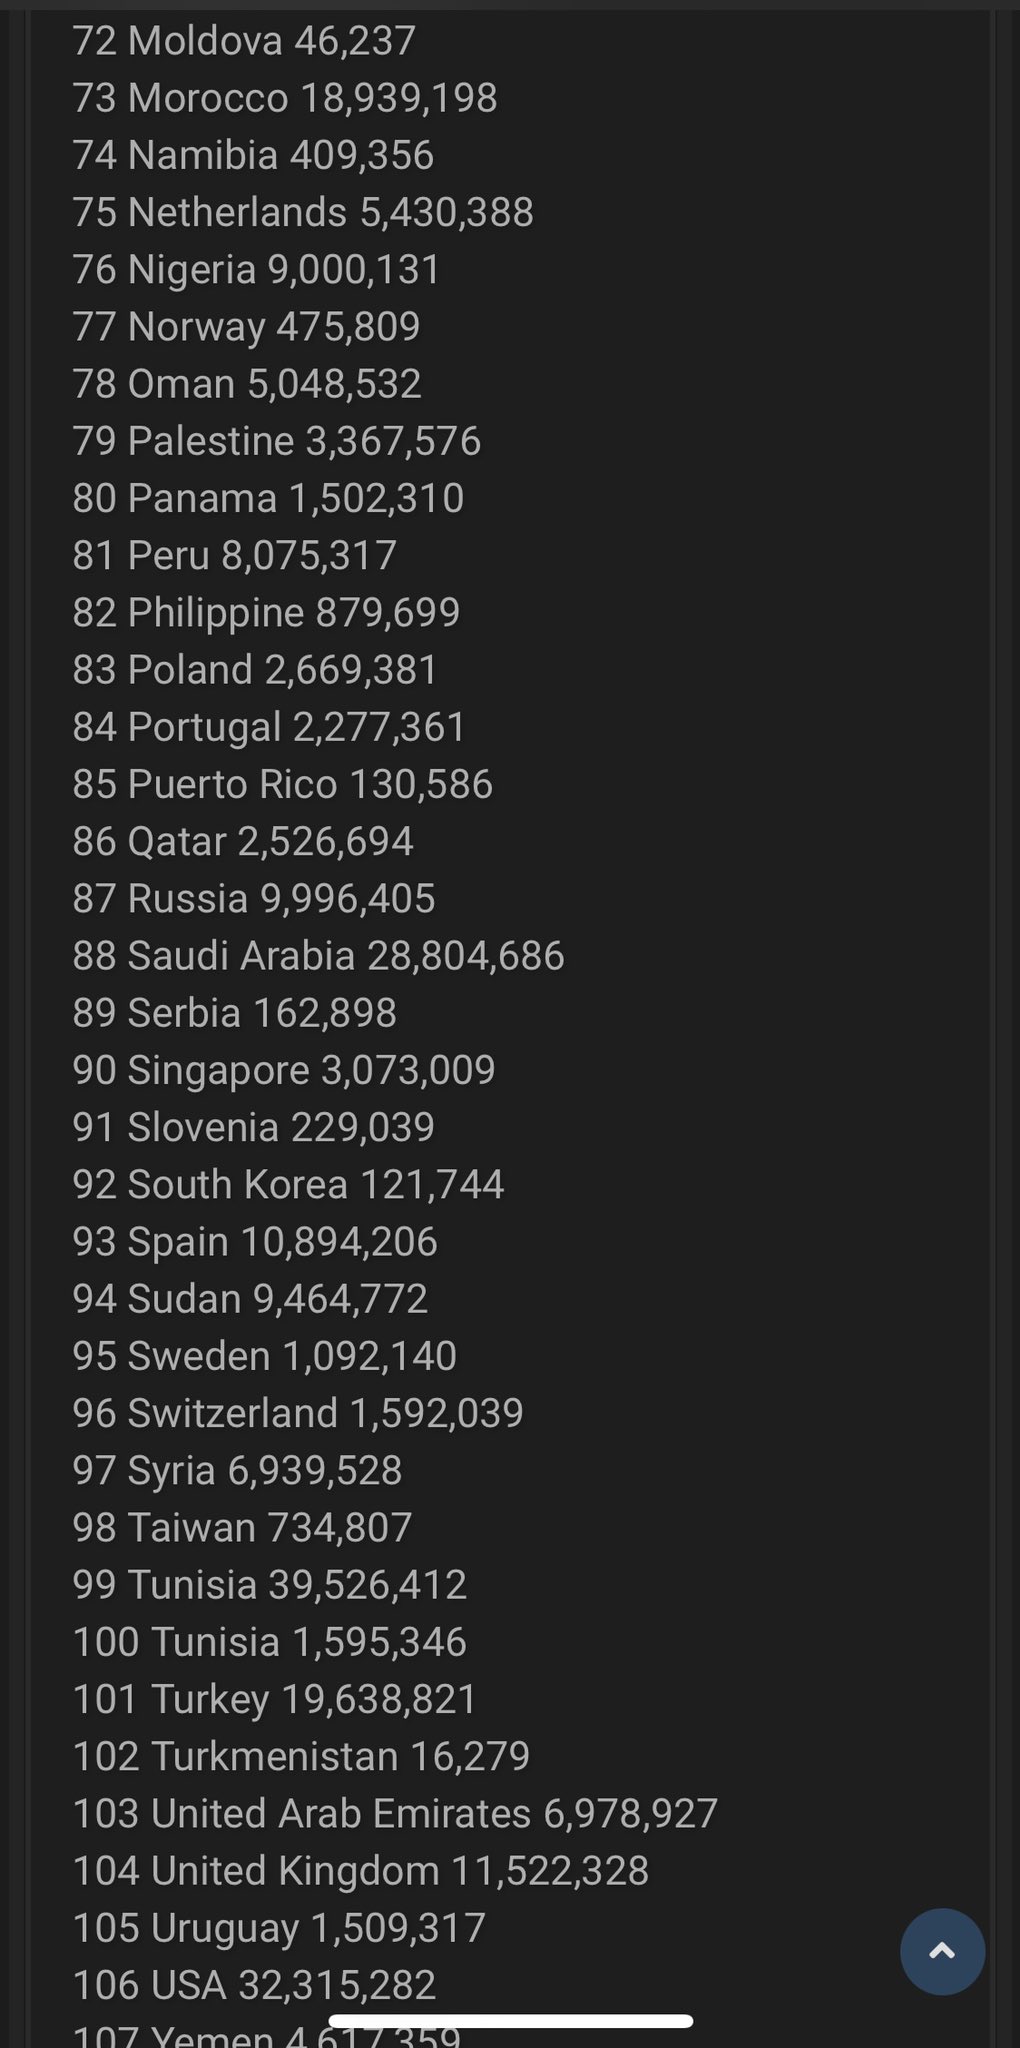 72 Moldova 46,237
73 Morocco 18,939,198
74 Namibia 409,356
75 Netherlands 5,430,388
76 Nigeria 9,000,131
77 Norway 475,809
78 Oman 5,048,532
79 Palestine 3,367,576
80 Panama 1,502,310
81 Peru 8,075,317
82 Philippine 879,699
83 Poland 2,669,381
84 Portugal 2,277,361
85 Puerto Rico 130,586
86 Qatar 2,526,694
87 Russia 9,996,405
88 Saudi Arabia 28,804,686
89 Serbia 162,898
90 Singapore 3,073,009
91 Slovenia 229,039
92 South Korea 121,744
93 Spain 10,894,206
94 Sudan 9,464,772
95 Sweden 1,092,140
96 Switzerland 1,592,039
97 Syria 6,939,528
98 Taiwan 734,807
99 Tunisia 39,526,412
100 Tunisia 1,595,346
101 Turkey 19,638,821
102 Turkmenistan 16,279
103 United Arab Emirates 6,978,927
104 United Kingdom 11,522,328
105 Uruguay 1,509,317
106 USA 32,315,282
107 Yemen 4,617,359